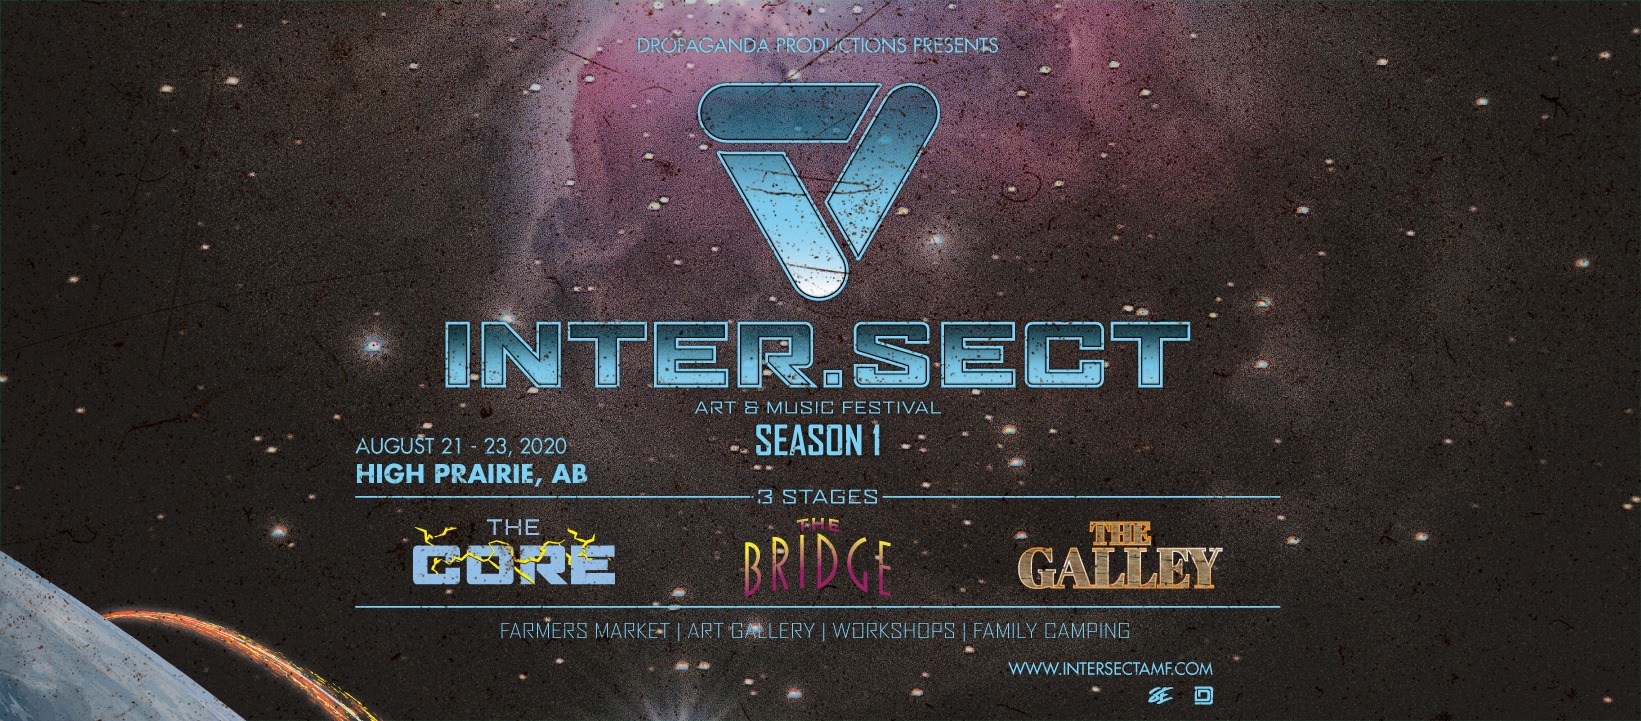 DROPAGANDA PRODUCTIONS PRESENTS
INTER.SECT
ART & MUSIC FESTIVAL
SEASON 1
AUGUST 21 - 23, 2020
HIGH PRAIRIE, AB
3 STAGES
THE CORE
THE BRIDGE
THE GALLEY
FARMERS MARKET | ART GALLERY | WORKSHOPS | FAMILY CAMPING
WWW.INTERSECTAMF.COM